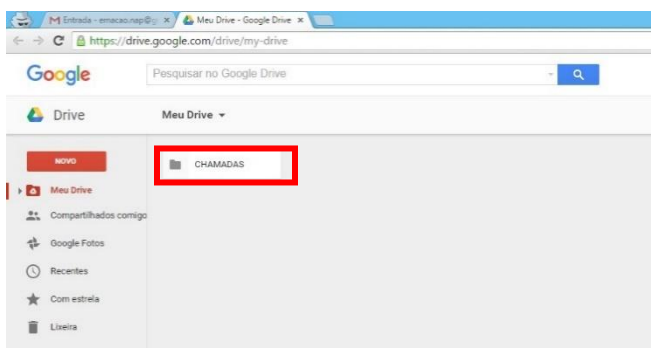 Entrada - emacao.nap@g
Meu Drive - Google Drive
https://drive.google.com/drive/my-drive
Google
Pesquisar no Google Drive
Drive
Meu Drive
NOVO
CHAMADAS
Meu Drive
Compartilhados comigo
Google Fotos
Recentes
Com estrela
Lixeira